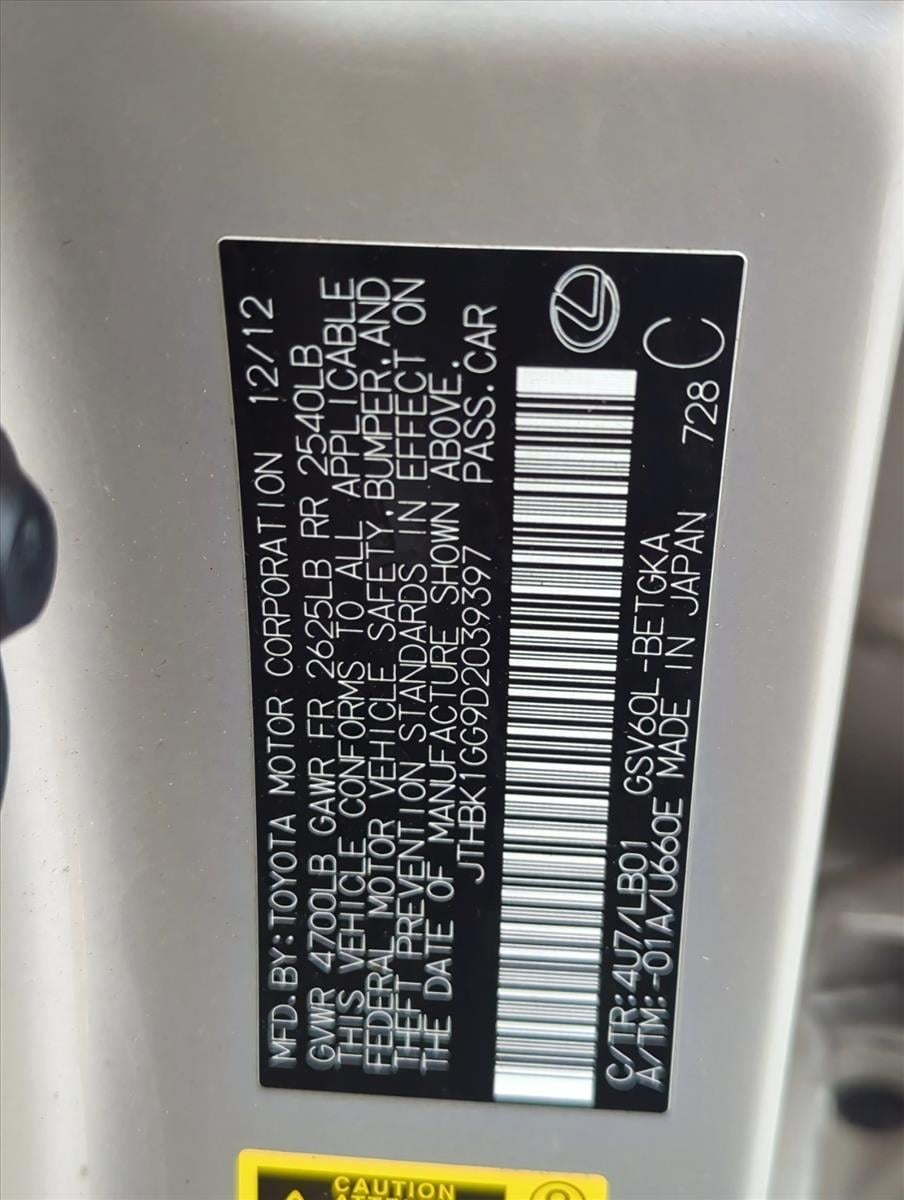 MFD.BY:TOYOTA MOTOR CORPORATION 12/12
GVWR 4700LB GAWR FR 2625LB RR 2540LB
THIS VEHICLE CONFORMS TO ALL APPLICABLE
FEDERAL MOTOR VEHICLE SAFETY,BUMPER,AND
THEFT PREVENTION STANDARDS IN EFFECT ON
THE DATE OF MANUFACTURE SHOWN ABOVE.
JTHBK1GG9D2039397 PASS.CAR
C/TR:4U7/LB01 GSV60L-BETGKA
A/TM:-01A/U660E MADE IN JAPAN 728 C
CAUTION